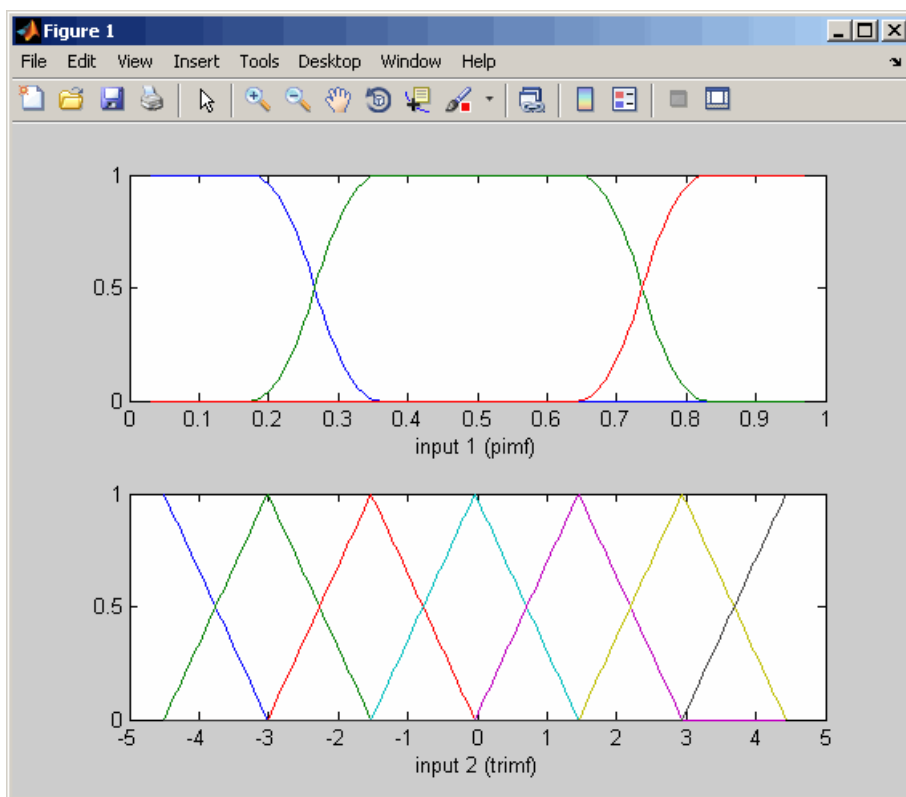 Figure 1
File Edit View Insert Tools Desktop Window Help
1
0.5
0
0 0.1 0.2 0.3 0.4 0.5 0.6 0.7 0.8 0.9 1
input 1 (pimf)
1
0.5
0
-5 -4 -3 -2 -1 0 1 2 3 4 5
input 2 (trimf)